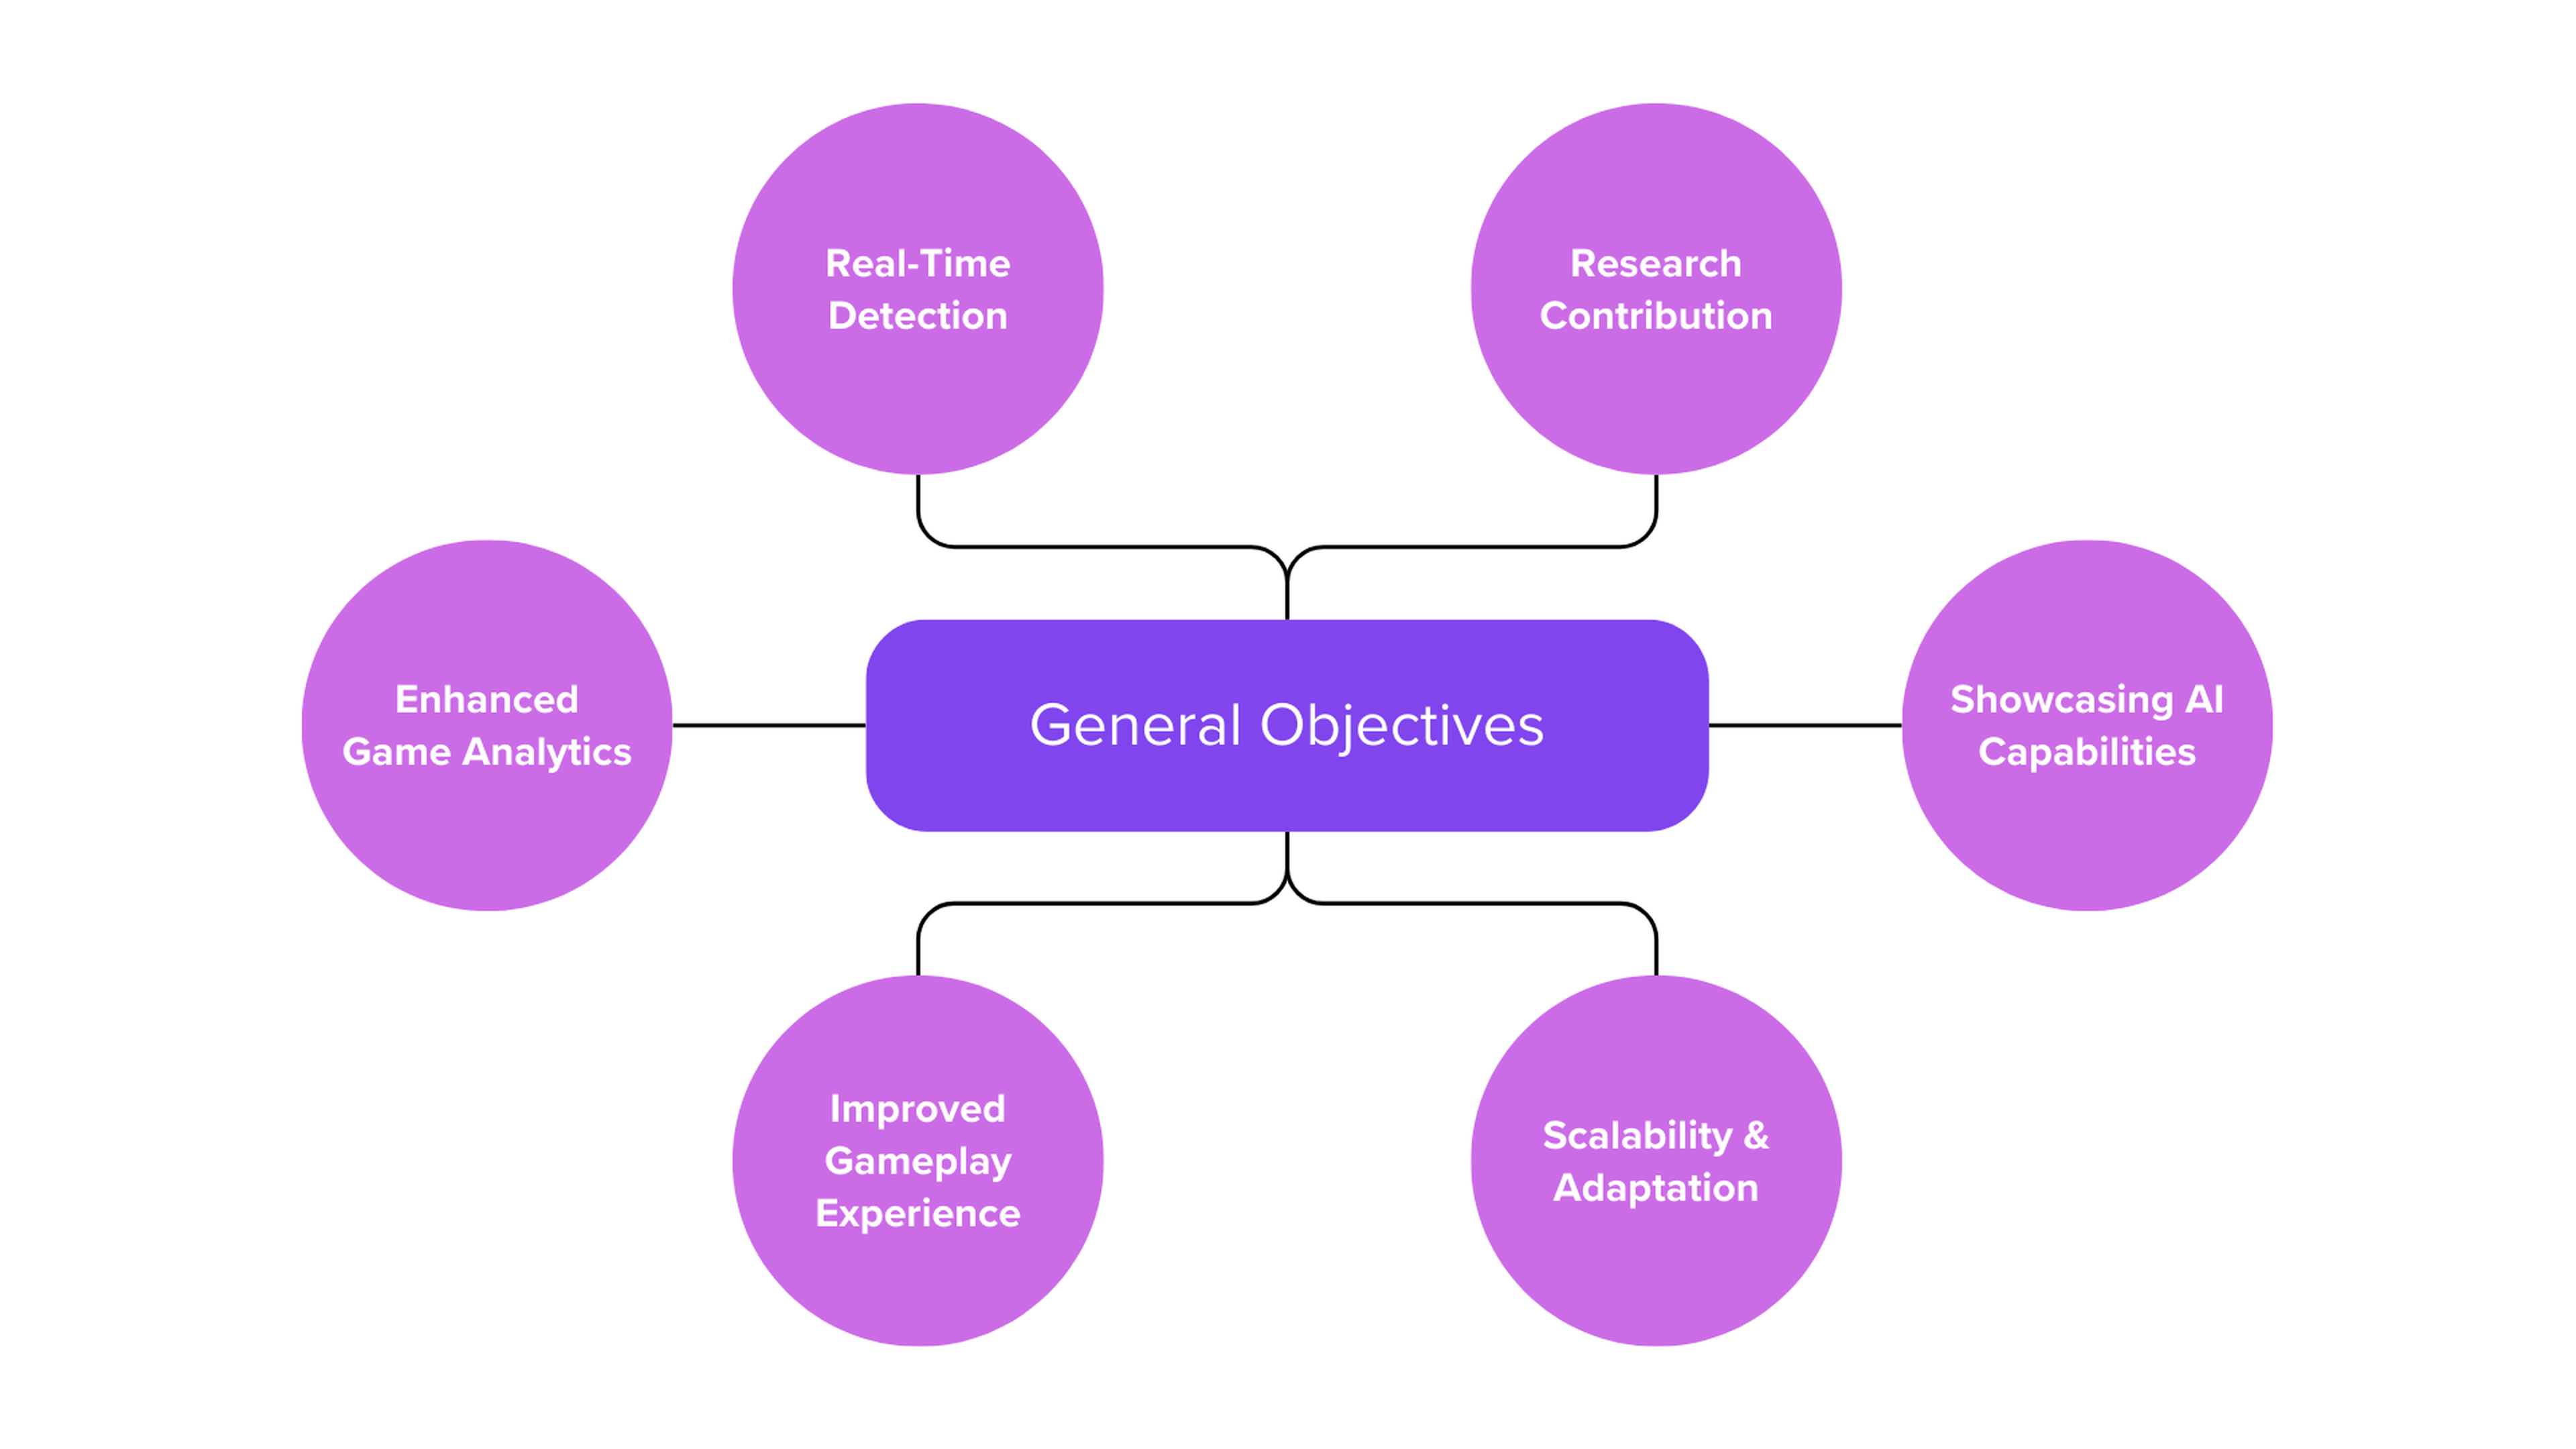 Real-Time
Detection
Research
Contribution
Enhanced
Game Analytics
General Objectives
Showcasing AI
Capabilities
Improved
Gameplay
Experience
Scalability &
Adaptation